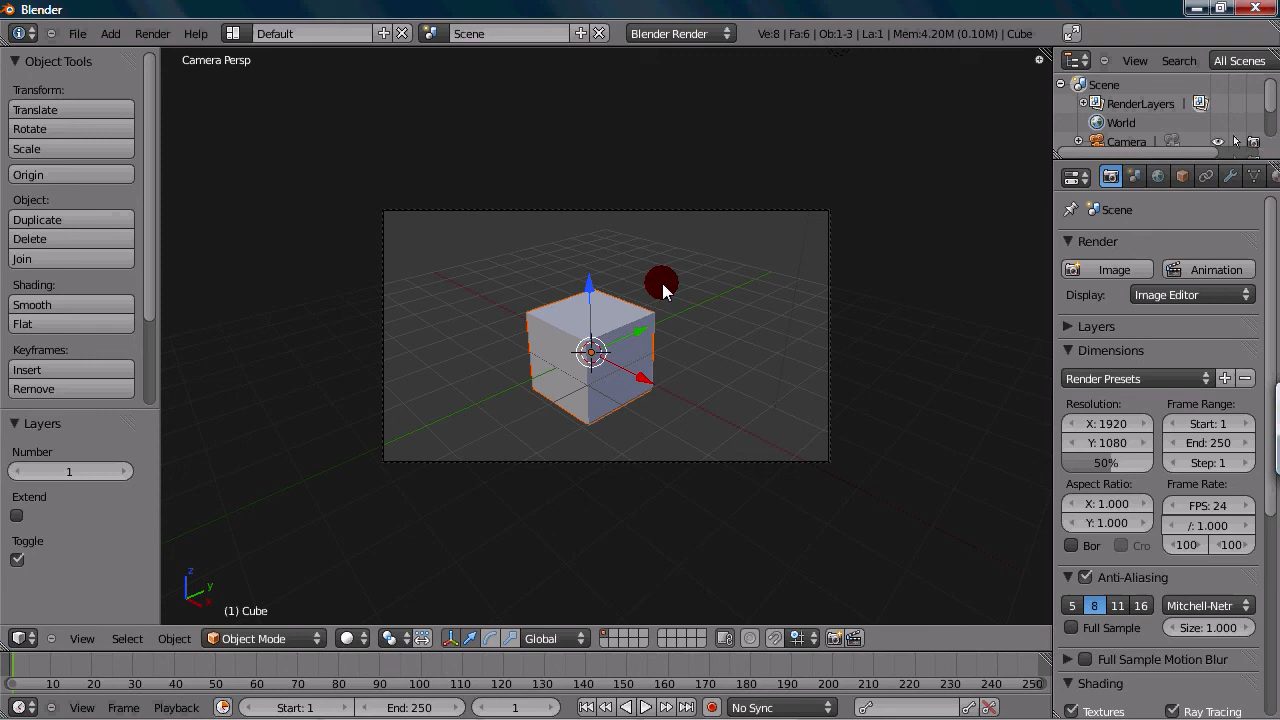 Blender
File Add Render Help Default Scene Blender Render Ve:8 | Fa:6 | Ob:1-3 | La:1 | Mem:4.20M (0.10M) | Cube
Object Tools
Transform:
Translate
Rotate
Scale
Origin
Object:
Duplicate
Delete
Join
Shading:
Smooth
Flat
Keyframes:
Insert
Remove
Layers
Number
1
Extend
Toggle
Camera Persp
z
y
x
(1) Cube
View Select Object Object Mode Global
10 20 30 40 50 60 70 80 90 100 110 120 130 140 150 160 170 180 190 200 210 220 230 240 250
View Frame Playback Start: 1 End: 250 1 No Sync
View Search All Scenes
Scene
RenderLayers |
World
Camera |
Scene
Render
Image Animation
Display: Image Editor
Layers
Dimensions
Render Presets
Resolution: Frame Range:
X: 1920 Start: 1
Y: 1080 End: 250
50% Step: 1
Aspect Ratio: Frame Rate:
X: 1.000 FPS: 24
Y: 1.000 /: 1.000
Bor Cro 100 100
Anti-Aliasing
5 8 11 16 Mitchell-Netr
Full Sample Size: 1.000
Full Sample Motion Blur
Shading
Textures Ray Tracing